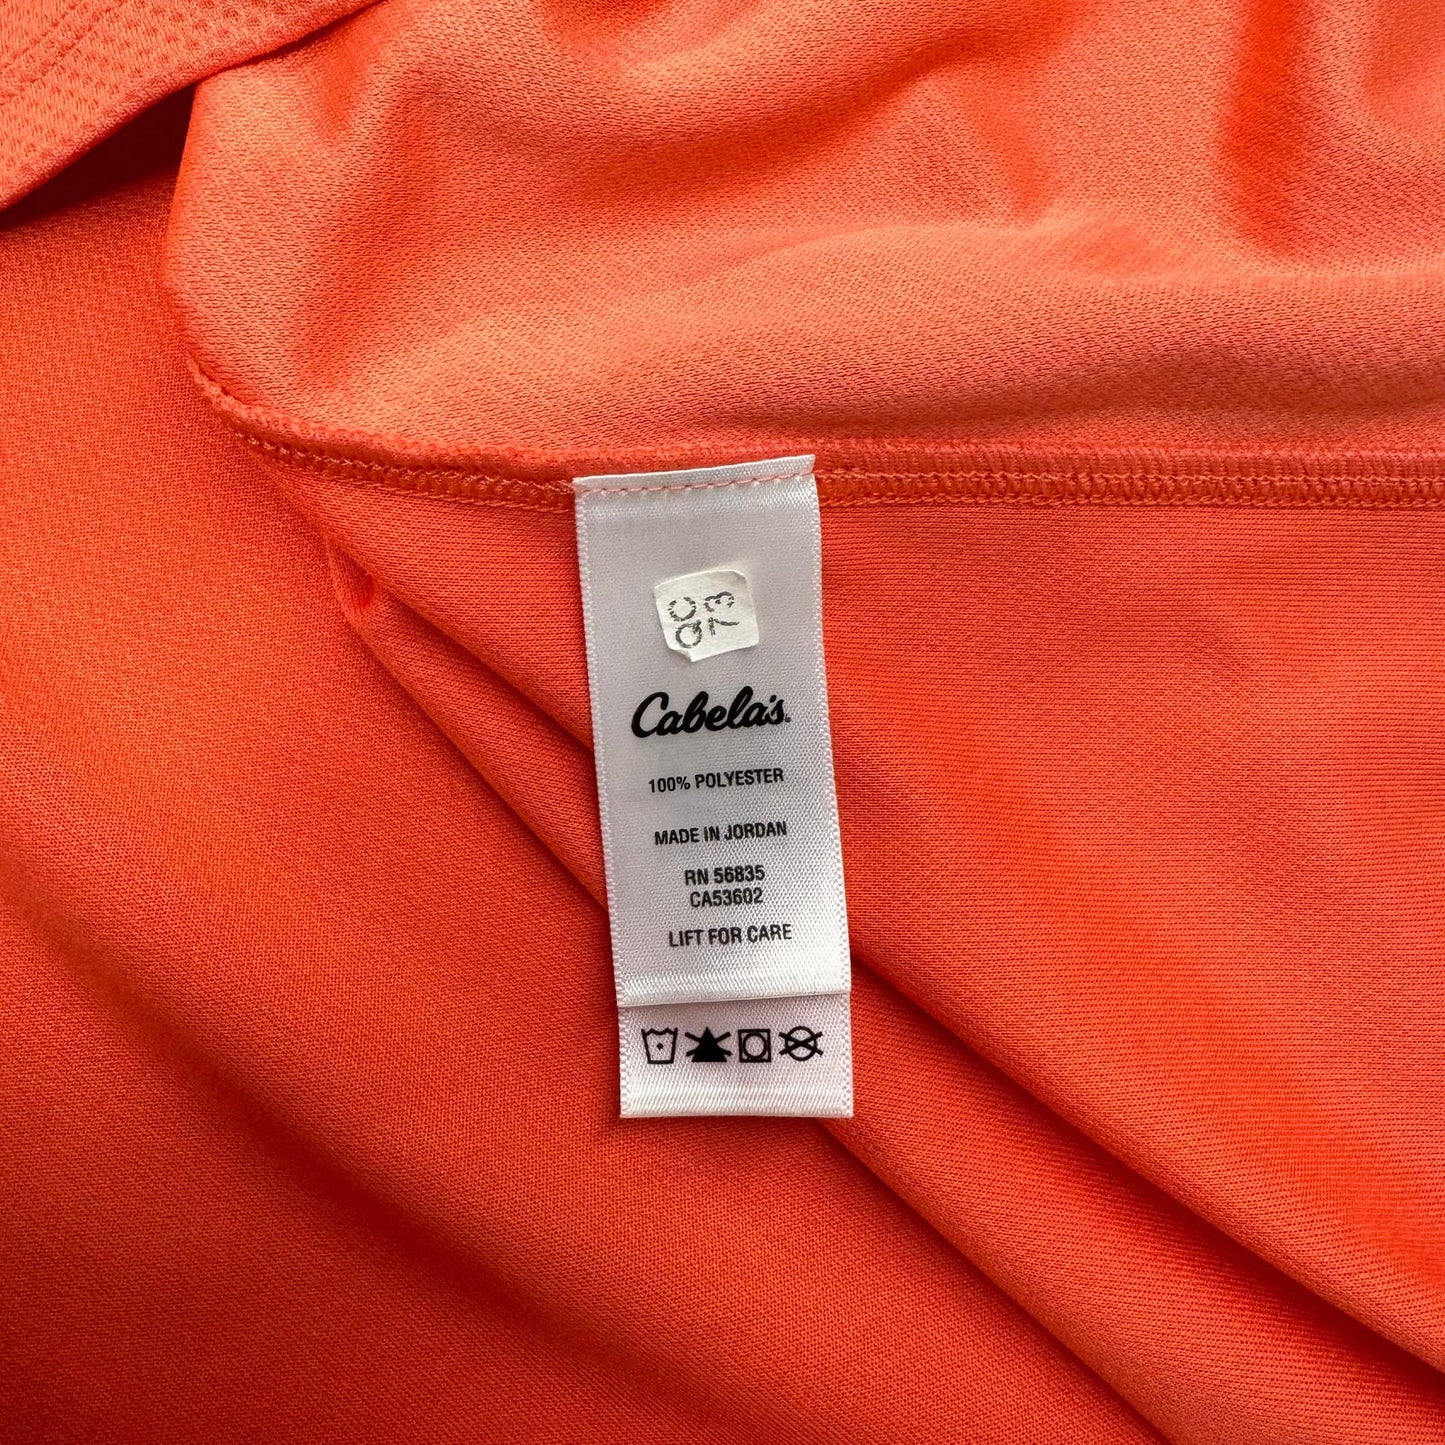 QC
73
Cabela's.
100% POLYESTER
MADE IN JORDAN
RN 56835
CA53602
LIFT FOR CARE